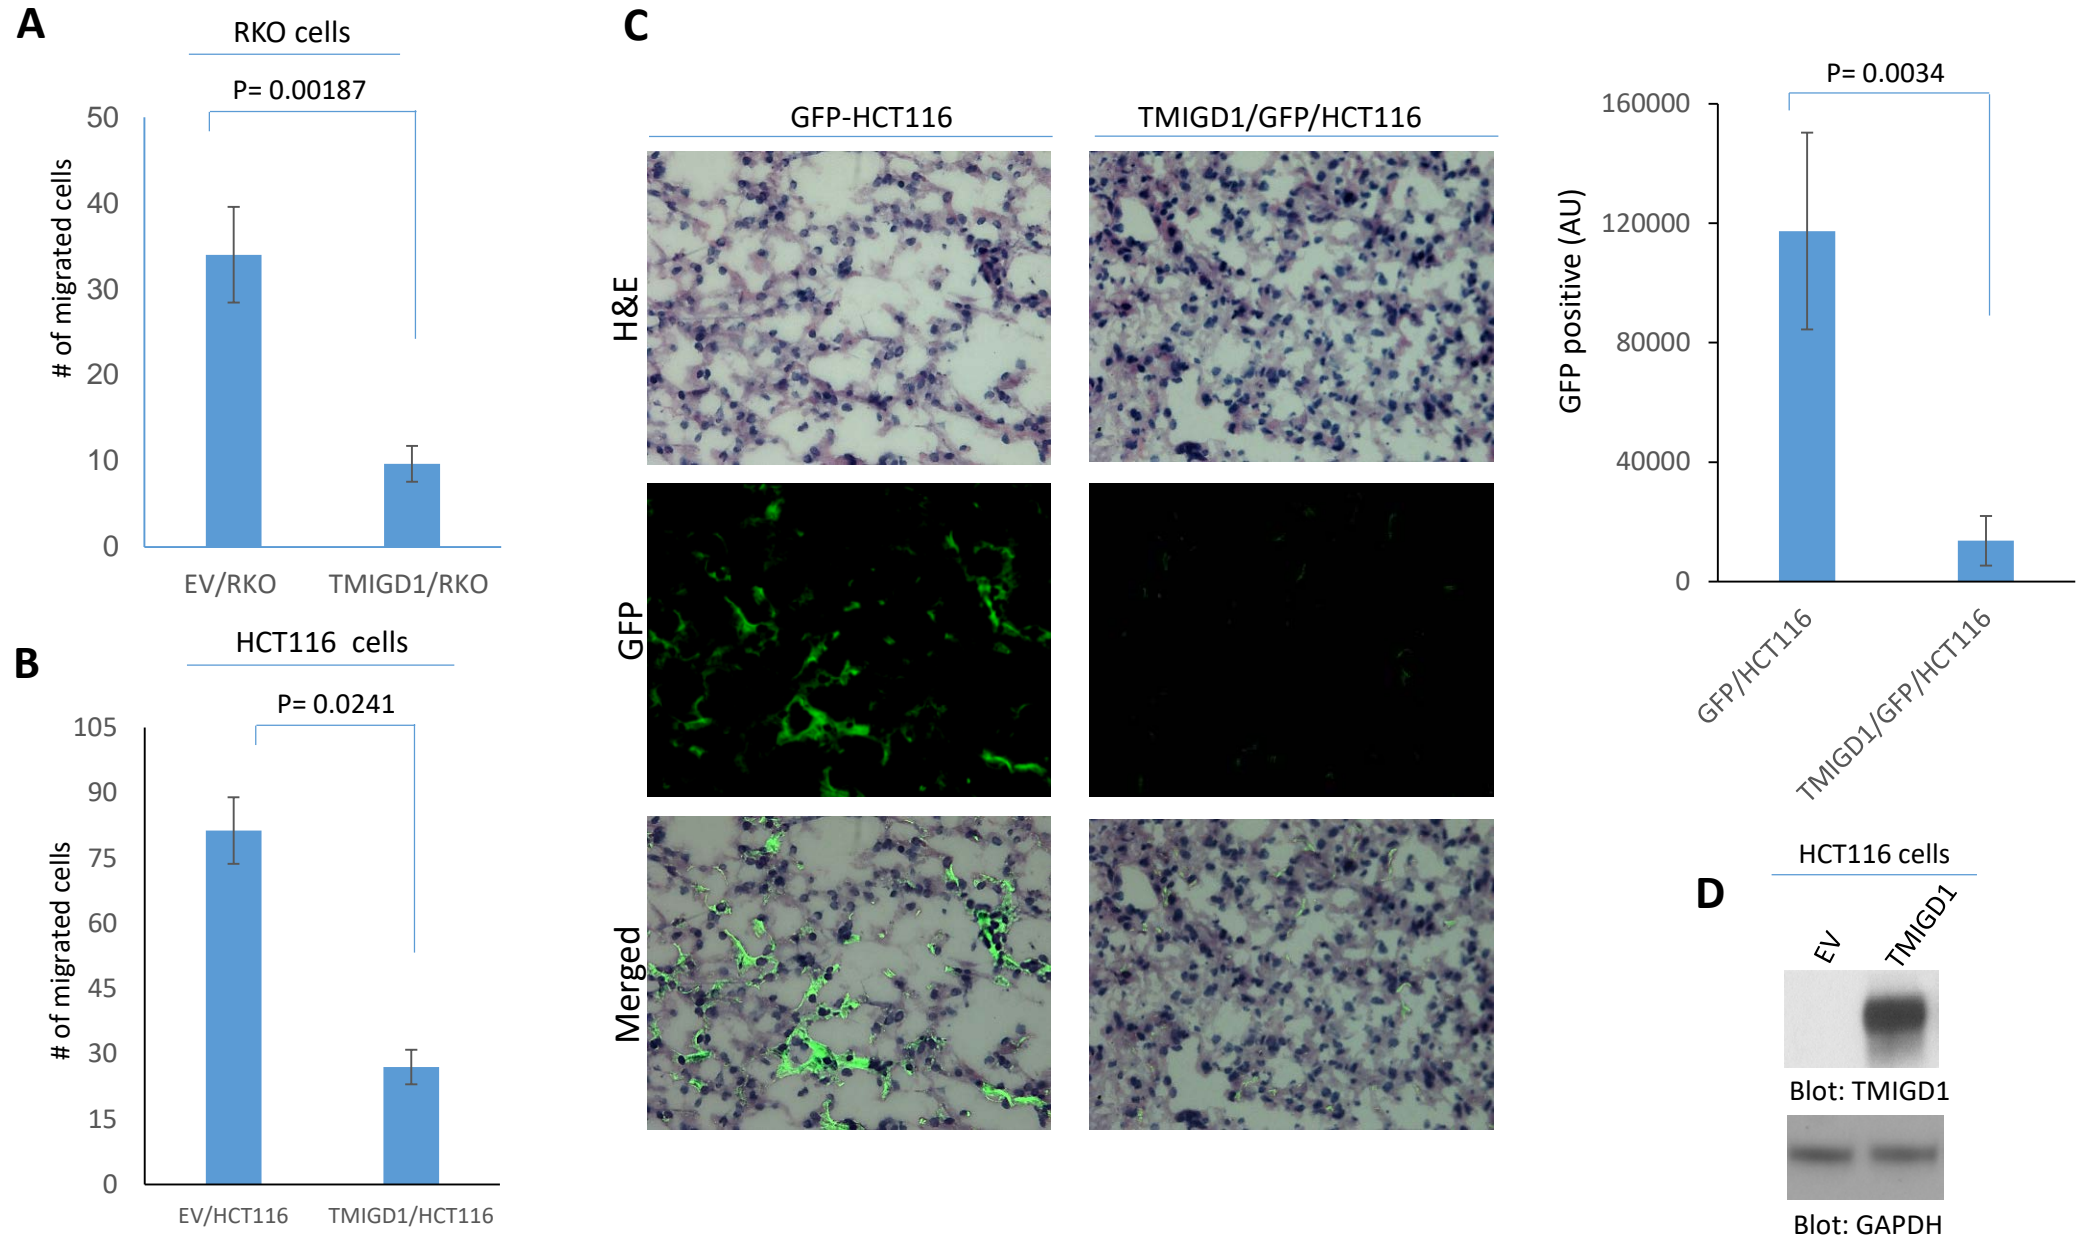 A
RKO cells
P= 0.00187
# of migrated cells
50
40
30
20
10
0
EV/RKO
TMIGD1/RKO
B
HCT116 cells
P= 0.0241
# of migrated cells
105
90
75
60
45
30
15
0
EV/HCT116
TMIGD1/HCT116
C
GFP-HCT116
TMIGD1/GFP/HCT116
H&E
GFP
Merged
P= 0.0034
GFP positive (AU)
160000
120000
80000
40000
0
GFP/HCT116
TMIGD1/GFP/HCT116
D
HCT116 cells
EV
TMIGD1
Blot: TMIGD1
Blot: GAPDH